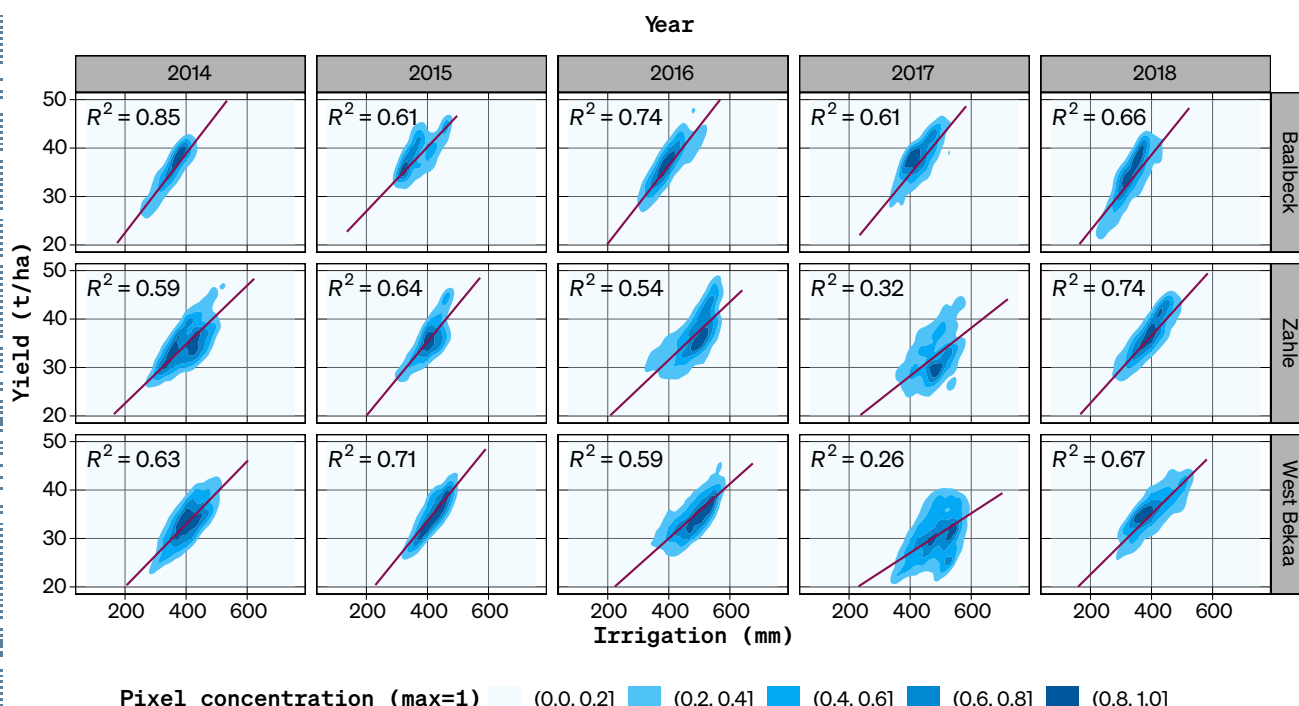 Year
2014 2015 2016 2017 2018
50 R² = 0.85 R² = 0.61 R² = 0.74 R² = 0.61 R² = 0.66
40
30
20
Baalbeck
50 R² = 0.59 R² = 0.64 R² = 0.54 R² = 0.32 R² = 0.74
40
30
20
Zahle
50 R² = 0.63 R² = 0.71 R² = 0.59 R² = 0.26 R² = 0.67
40
30
20
West Bekaa
Yield (t/ha)
200 400 600 200 400 600 200 400 600 200 400 600 200 400 600
Irrigation (mm)
Pixel concentration (max=1) (0.0, 0.2] (0.2, 0.4] (0.4, 0.6] (0.6, 0.8] (0.8, 1.0]